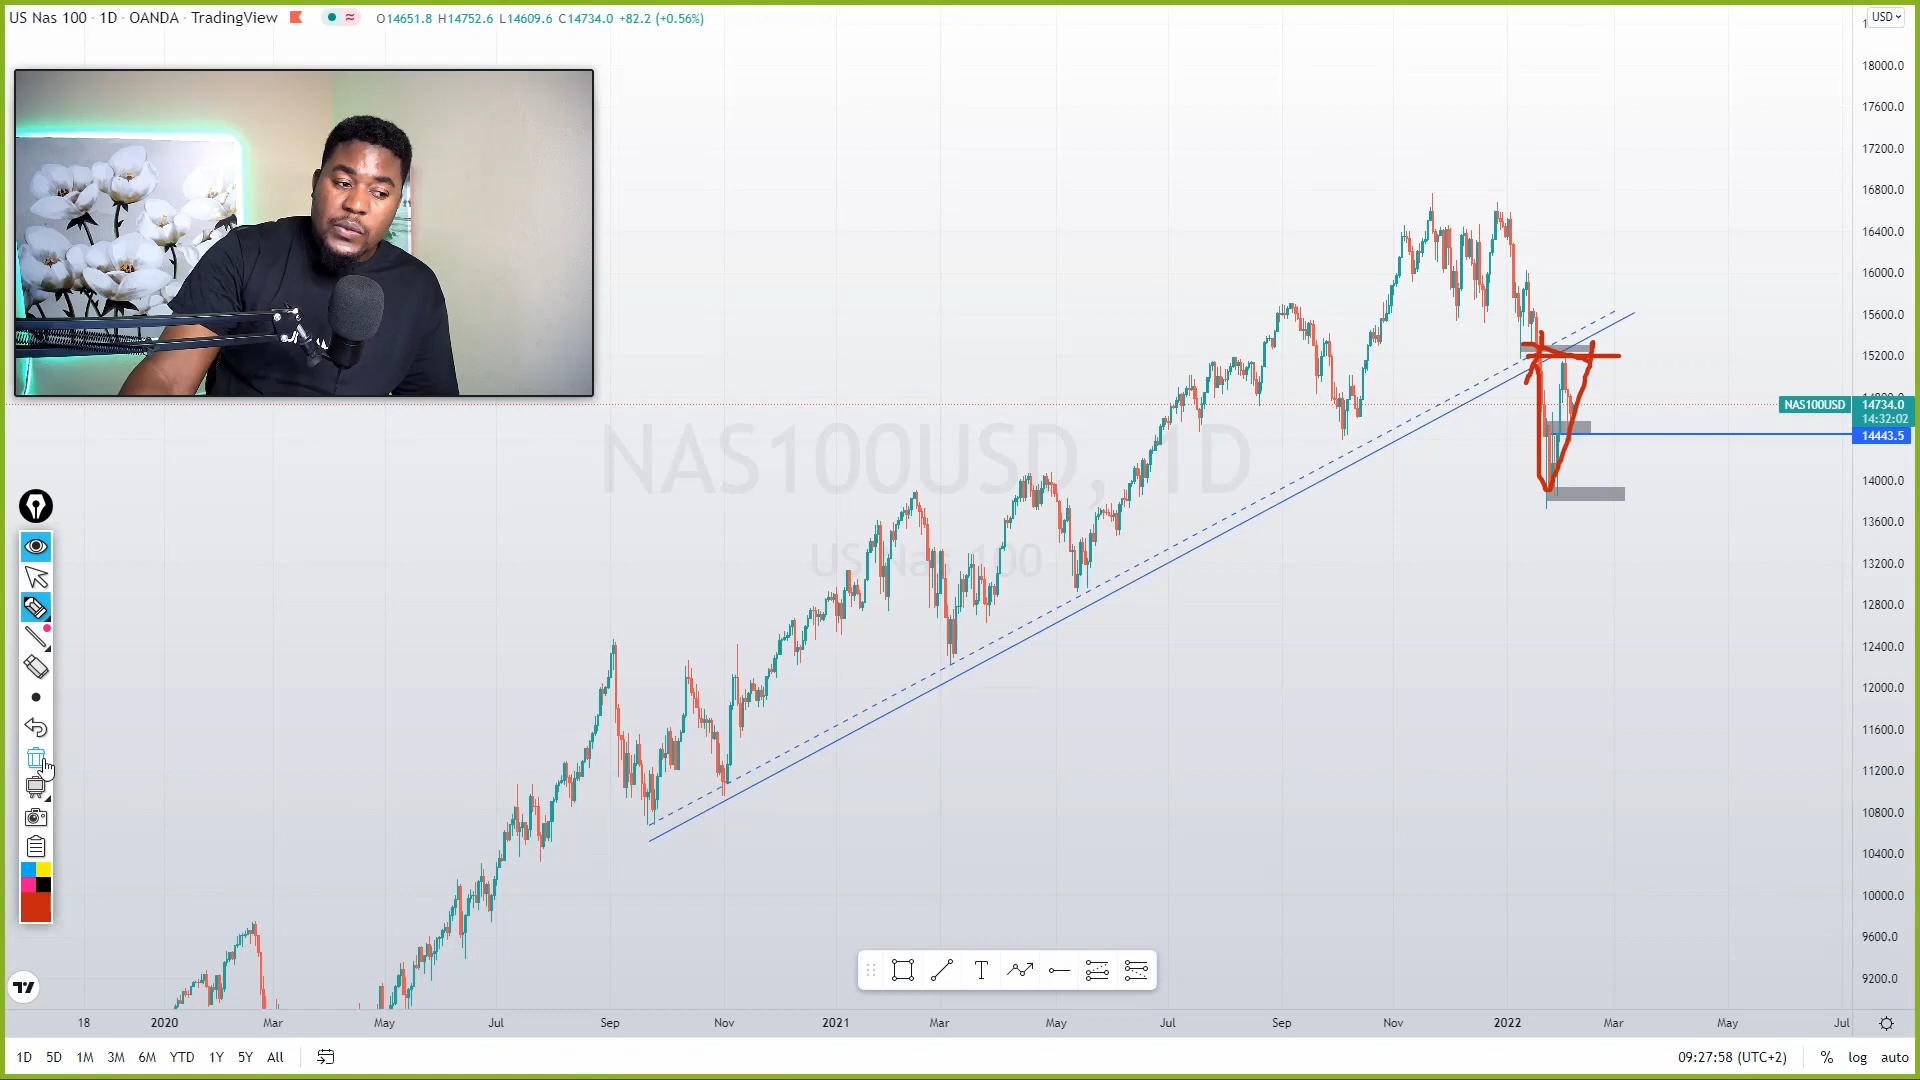 US Nas 100 · 1D · OANDA · TradingView
O14651.8 H14752.6 L14609.6 C14734.0 +82.2 (+0.56%)
USD
18000.0
17600.0
17200.0
16800.0
16400.0
16000.0
15600.0
15200.0
NAS100USD 14734.0
14:32:02
14443.5
14000.0
13600.0
13200.0
12800.0
12400.0
12000.0
11600.0
11200.0
10800.0
10400.0
10000.0
9600.0
9200.0
NAS100USD, 1D
US Nas 100
T
18 2020 Mar May Jul Sep Nov 2021 Mar May Jul Sep Nov 2022 Mar May Jul
1D 5D 1M 3M 6M YTD 1Y 5Y All
09:27:58 (UTC+2) % log auto